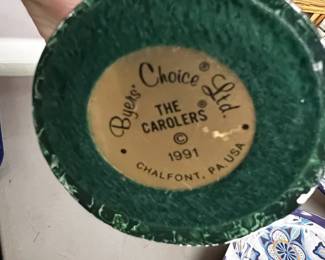 Byers' Choice® Ltd.
THE
CAROLERS®
©
1991
CHALFONT, PA USA